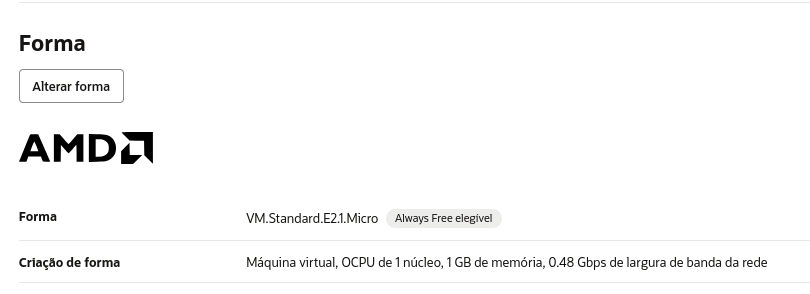 Forma
Alterar forma
AMD
Forma
VM.Standard.E2.1.Micro Always Free elegível
Criação de forma
Máquina virtual, OCPU de 1 núcleo, 1 GB de memória, 0.48 Gbps de largura de banda da rede